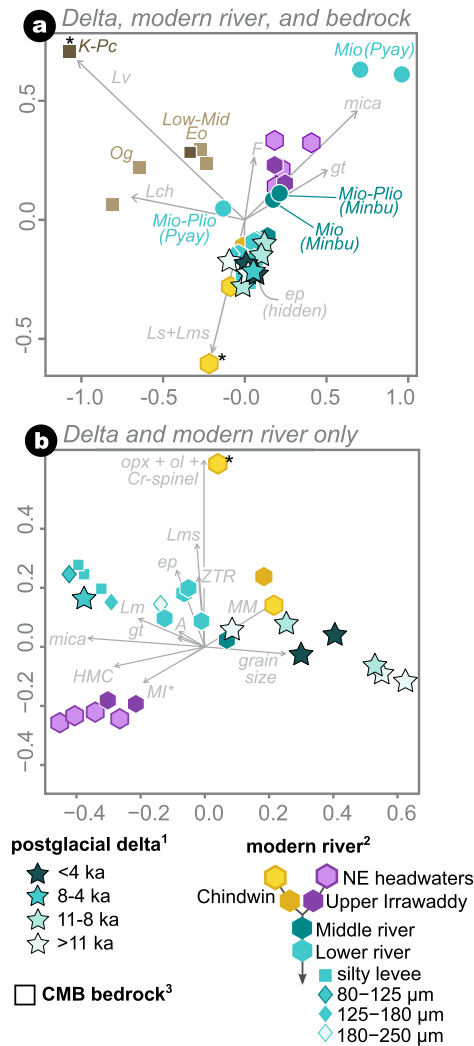 a Delta, modern river, and bedrock
* K-Pc
Mio (Pyay)
Lv
0.5
mica
Low-Mid
Eo
F
Og
gt
Lch
Mio-Plio
(Minbu)
Mio-Plio
(Pyay)
0.0
Mio
(Minbu)
ep
(hidden)
Ls+Lms
-0.5
*
-1.0 -0.5 -0.0 0.5 1.0
b Delta and modern river only
opx + ol +
Cr-spinel
*
0.4
Lms
ep
ZTR
0.2
Lm
MM
gt
A
0.0
mica
grain
size
HMC
MI*
-0.2
-0.4
-0.4 -0.2 0.0 0.2 0.4 0.6
postglacial delta1
<4 ka
8-4 ka
11-8 ka
>11 ka
CMB bedrock3
modern river2
NE headwaters
Chindwin
Upper Irrawaddy
Middle river
Lower river
silty levee
80−125 µm
125−180 µm
180−250 µm